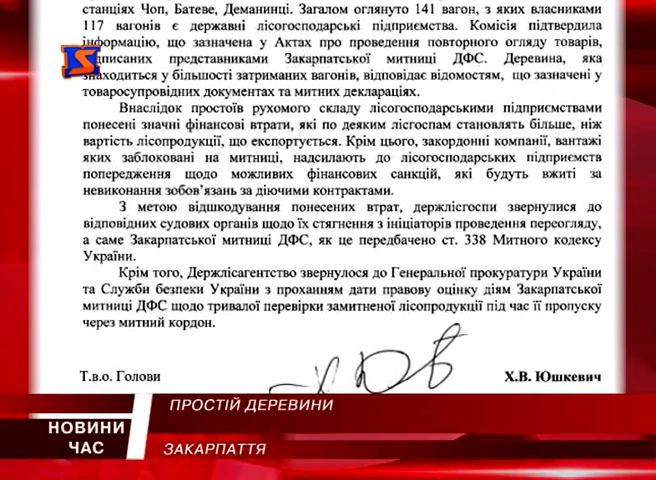 станціях Чоп, Батеве, Деманинці. Загалом оглянуто 141 вагон, з яких власниками
117 вагонів є державні лісогосподарські підприємства. Комісія підтвердила
інформацію, що зазначена у Актах про проведення повторного огляду товарів,
підписаних представниками Закарпатської митниці ДФС. Деревина, яка
знаходиться у більшості затриманих вагонів, відповідає відомостям, що зазначені у
товаросупровідних документах та митних деклараціях.
Внаслідок простоїв рухомого складу лісогосподарськими підприємствами
понесені значні фінансові втрати, які по деяким лісгоспам становлять більше, ніж
вартість лісопродукції, що експортується. Крім цього, закордонні компанії, вантажі
яких заблоковані на митниці, надсилають до лісогосподарських підприємств
попередження щодо можливих фінансових санкцій, які будуть вжиті за
невиконання зобов’язань за діючими контрактами.
З метою відшкодування понесених втрат, держлісгоспи звернулися до
відповідних судових органів щодо їх стягнення з ініціаторів проведення переогляду,
а саме Закарпатської митниці ДФС, як це передбачено ст. 338 Митного кодексу
України.
Крім того, Держлісагентство звернулося до Генеральної прокуратури України
та Служби безпеки України з проханням дати правову оцінку діям Закарпатської
митниці ДФС щодо тривалої перевірки замитненої лісопродукції під час її пропуску
через митний кордон.
Т.в.о. Голови
Х.В. Юшкевич
ПРОСТІЙ ДЕРЕВИНИ
НОВИНИ
ЧАС
ЗАКАРПАТТЯ